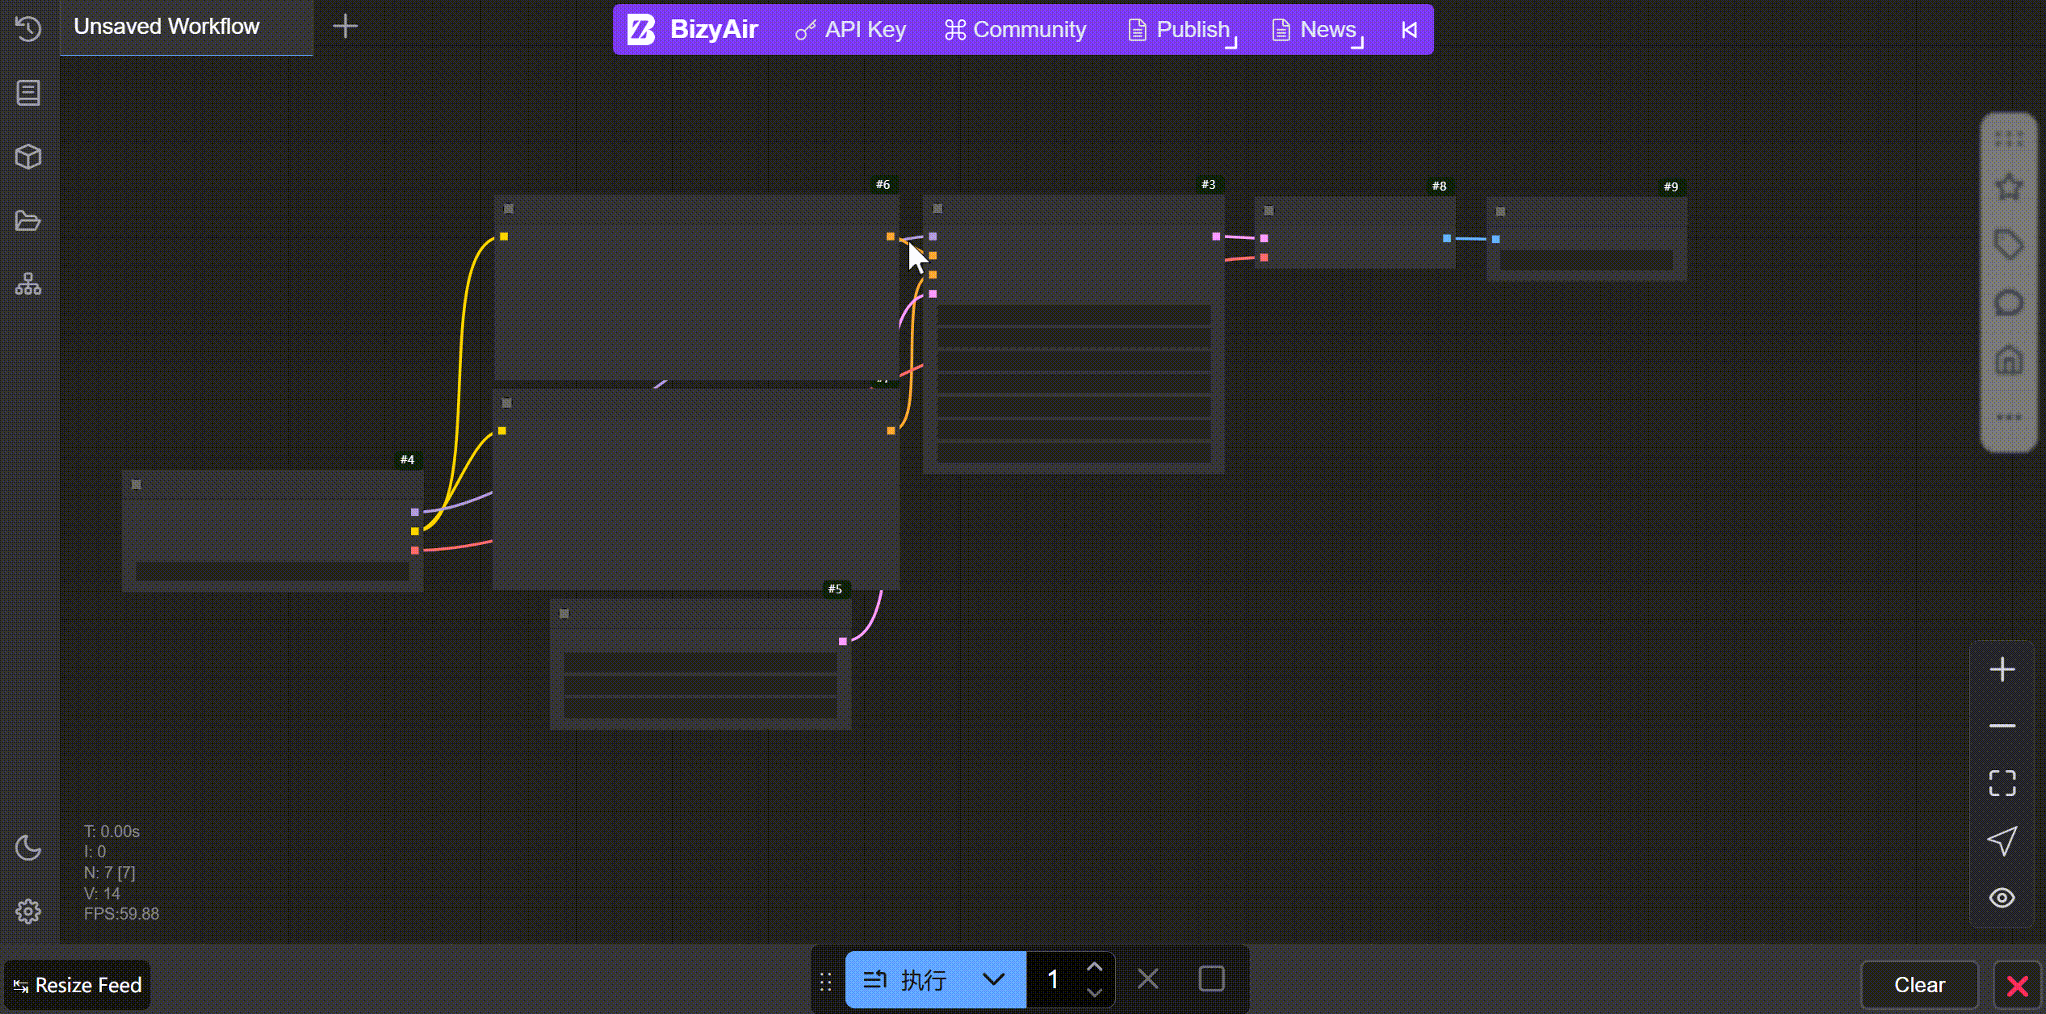 Unsaved Workflow
BizyAir
API Key
Community
Publish
News
#6
#3
#8
#9
#4
#5
T: 0.00s
I: 0
N: 7 [7]
V: 14
FPS:59.88
Resize Feed
执行
1
Clear